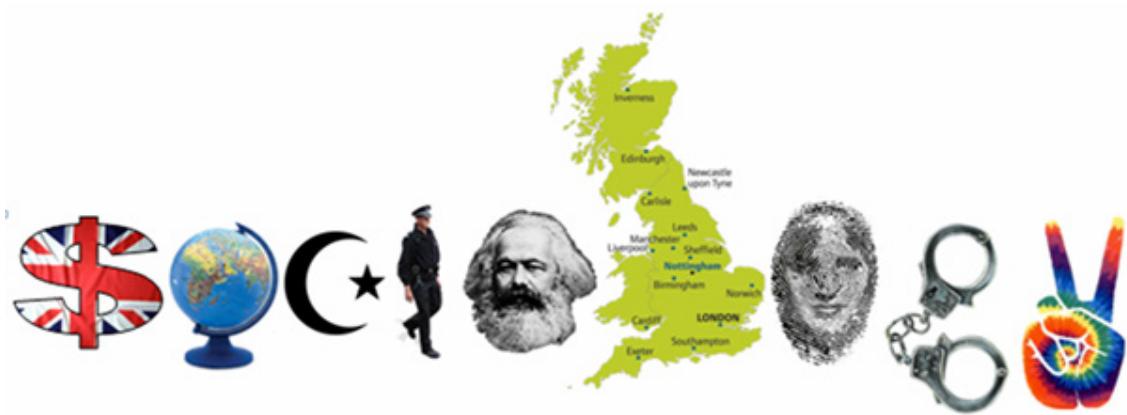 Inverness
Edinburgh
Newcastle
upon Tyne
Carlisle
Leeds
Manchester
Liverpool
Sheffield
Nottingham
Birmingham
Norwich
Cardiff
LONDON
Southampton
Exeter